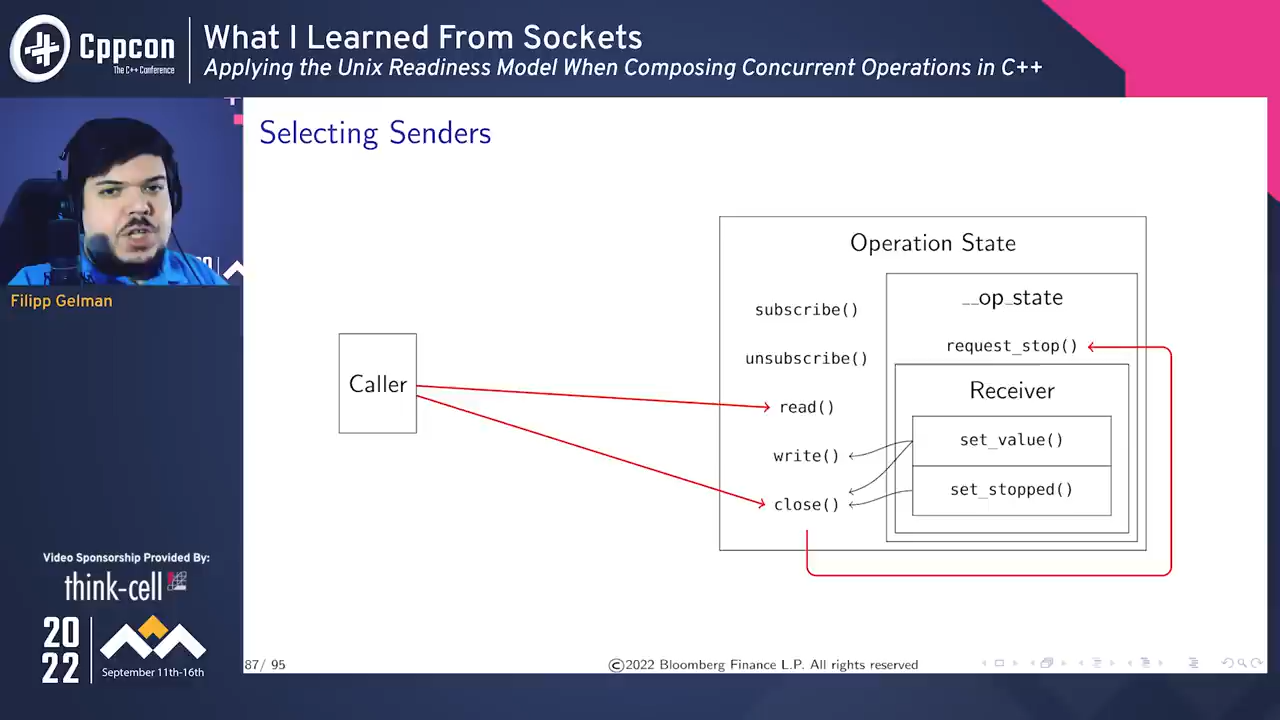 Cppcon
The C++ Conference
What I Learned From Sockets
Applying the Unix Readiness Model When Composing Concurrent Operations in C++
Filipp Gelman
Video Sponsorship Provided By:
think-cell
20
22
September 11th-16th
Selecting Senders
Caller
Operation State
subscribe()
unsubscribe()
read()
write()
close()
__op_state
request_stop()
Receiver
set_value()
set_stopped()
87/ 95
©2022 Bloomberg Finance L.P. All rights reserved